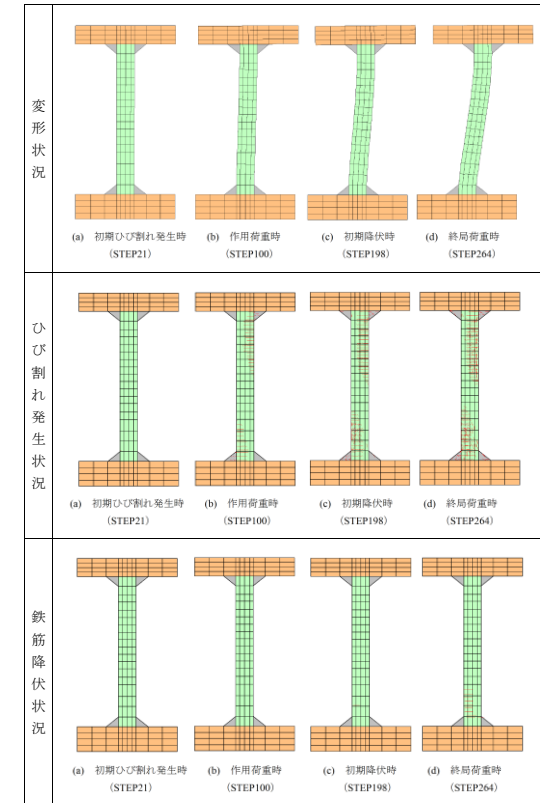 変形状況
(a) 初期ひび割れ発生時 (b) 作用荷重時 (c) 初期降伏時 (d) 終局荷重時
(STEP21) (STEP100) (STEP198) (STEP264)
ひび割れ発生状況
(a) 初期ひび割れ発生時 (b) 作用荷重時 (c) 初期降伏時 (d) 終局荷重時
(STEP21) (STEP100) (STEP198) (STEP264)
鉄筋降伏状況
(a) 初期ひび割れ発生時 (b) 作用荷重時 (c) 初期降伏時 (d) 終局荷重時
(STEP21) (STEP100) (STEP198) (STEP264)